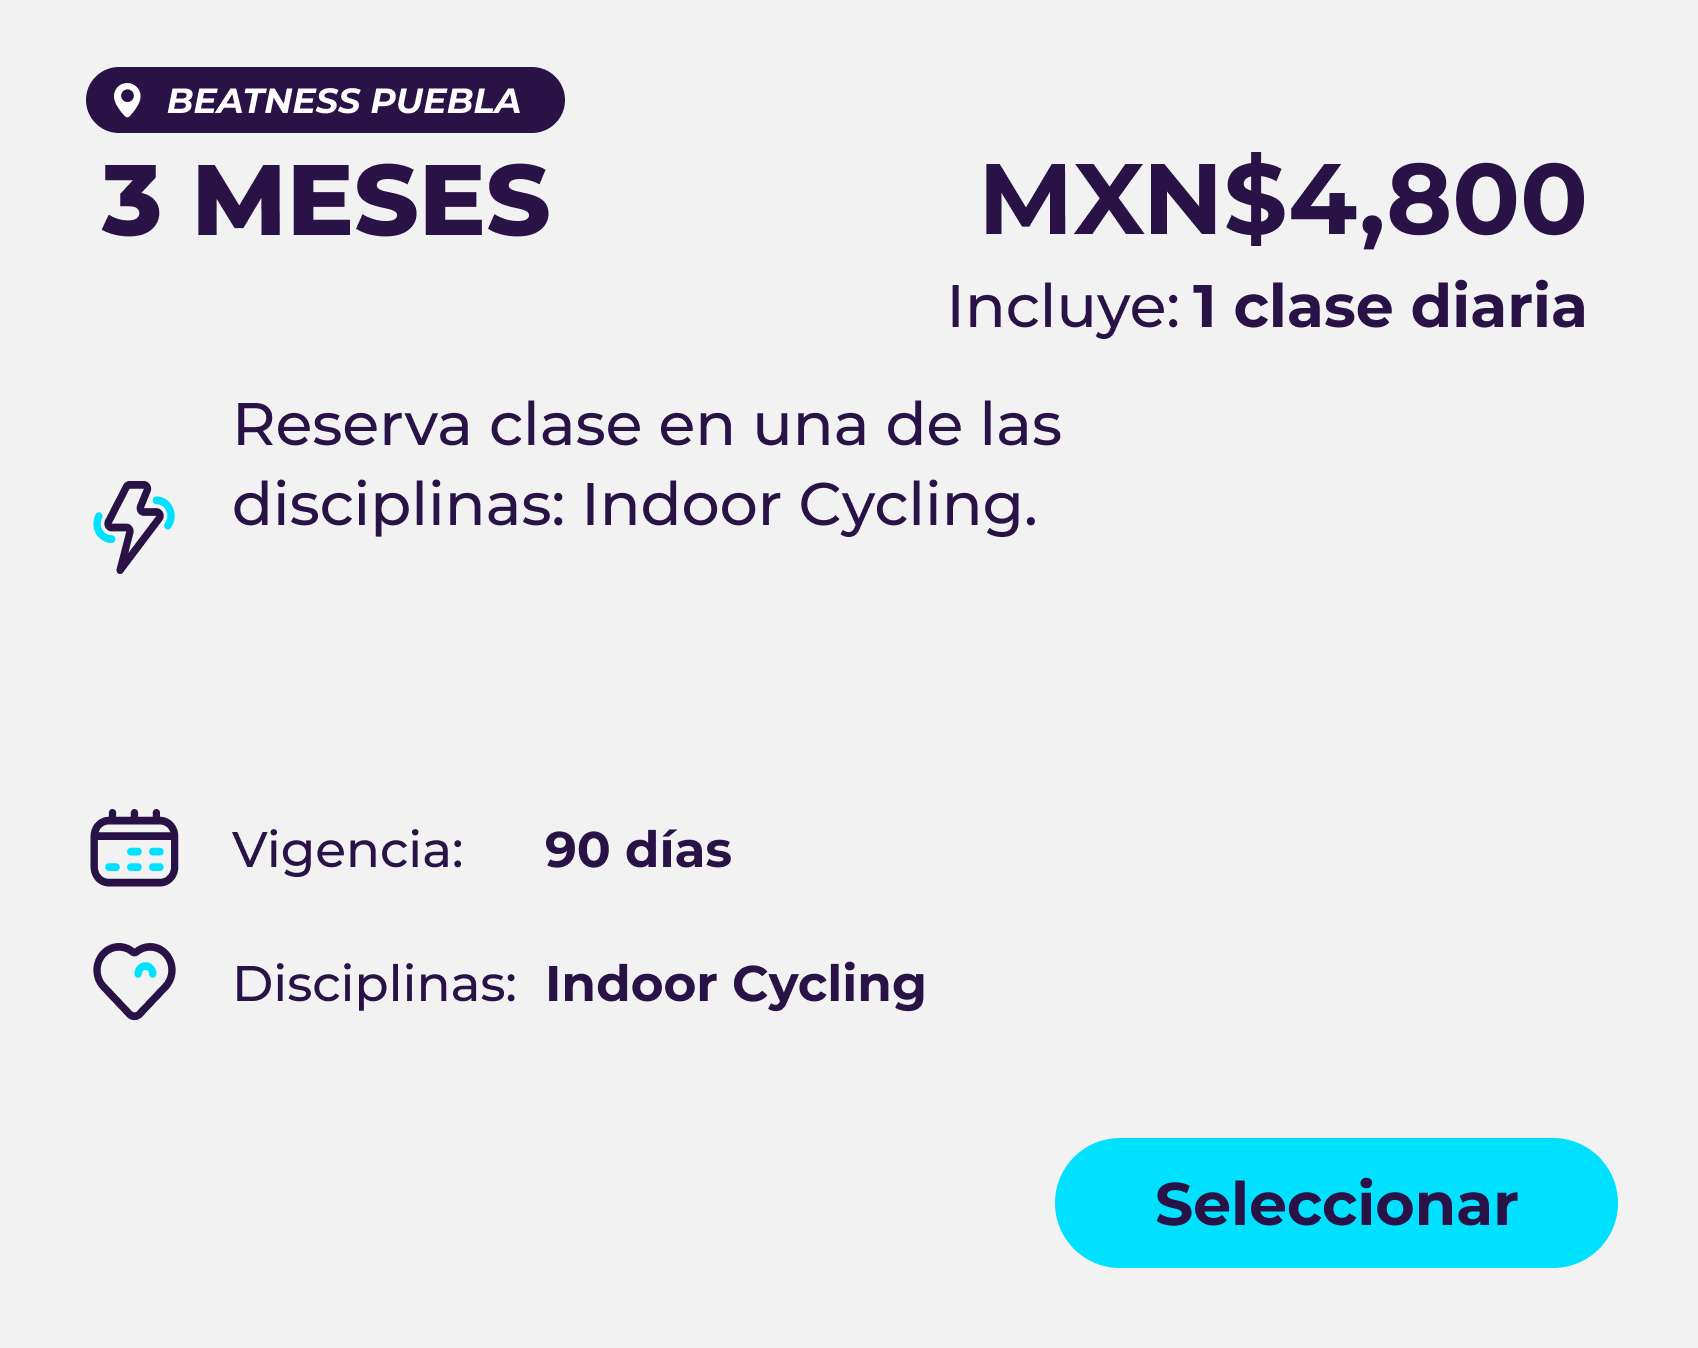 BEATNESS PUEBLA
3 MESES
MXN$4,800
Incluye: 1 clase diaria
Reserva clase en una de las
disciplinas: Indoor Cycling.
Vigencia: 90 días
Disciplinas: Indoor Cycling
Seleccionar